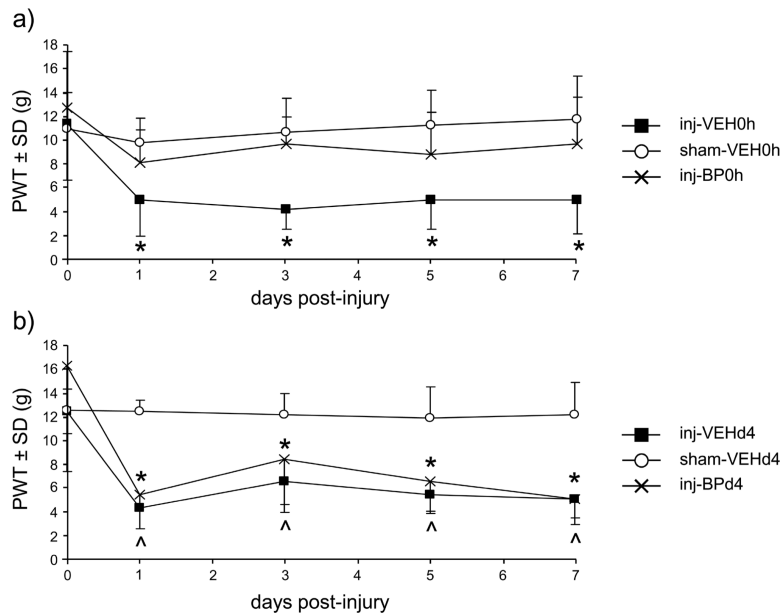 a)
PWT ± SD (g)
18
16
14
12
10
8
6
4
2
0
* * * *
0 1 2 3 4 5 6 7
days post-injury
inj-VEH0h
sham-VEH0h
inj-BP0h
b)
PWT ± SD (g)
18
16
14
12
10
8
6
4
2
0
* * * *
^ ^ ^ ^
0 1 2 3 4 5 6 7
days post-injury
inj-VEHd4
sham-VEHd4
inj-BPd4